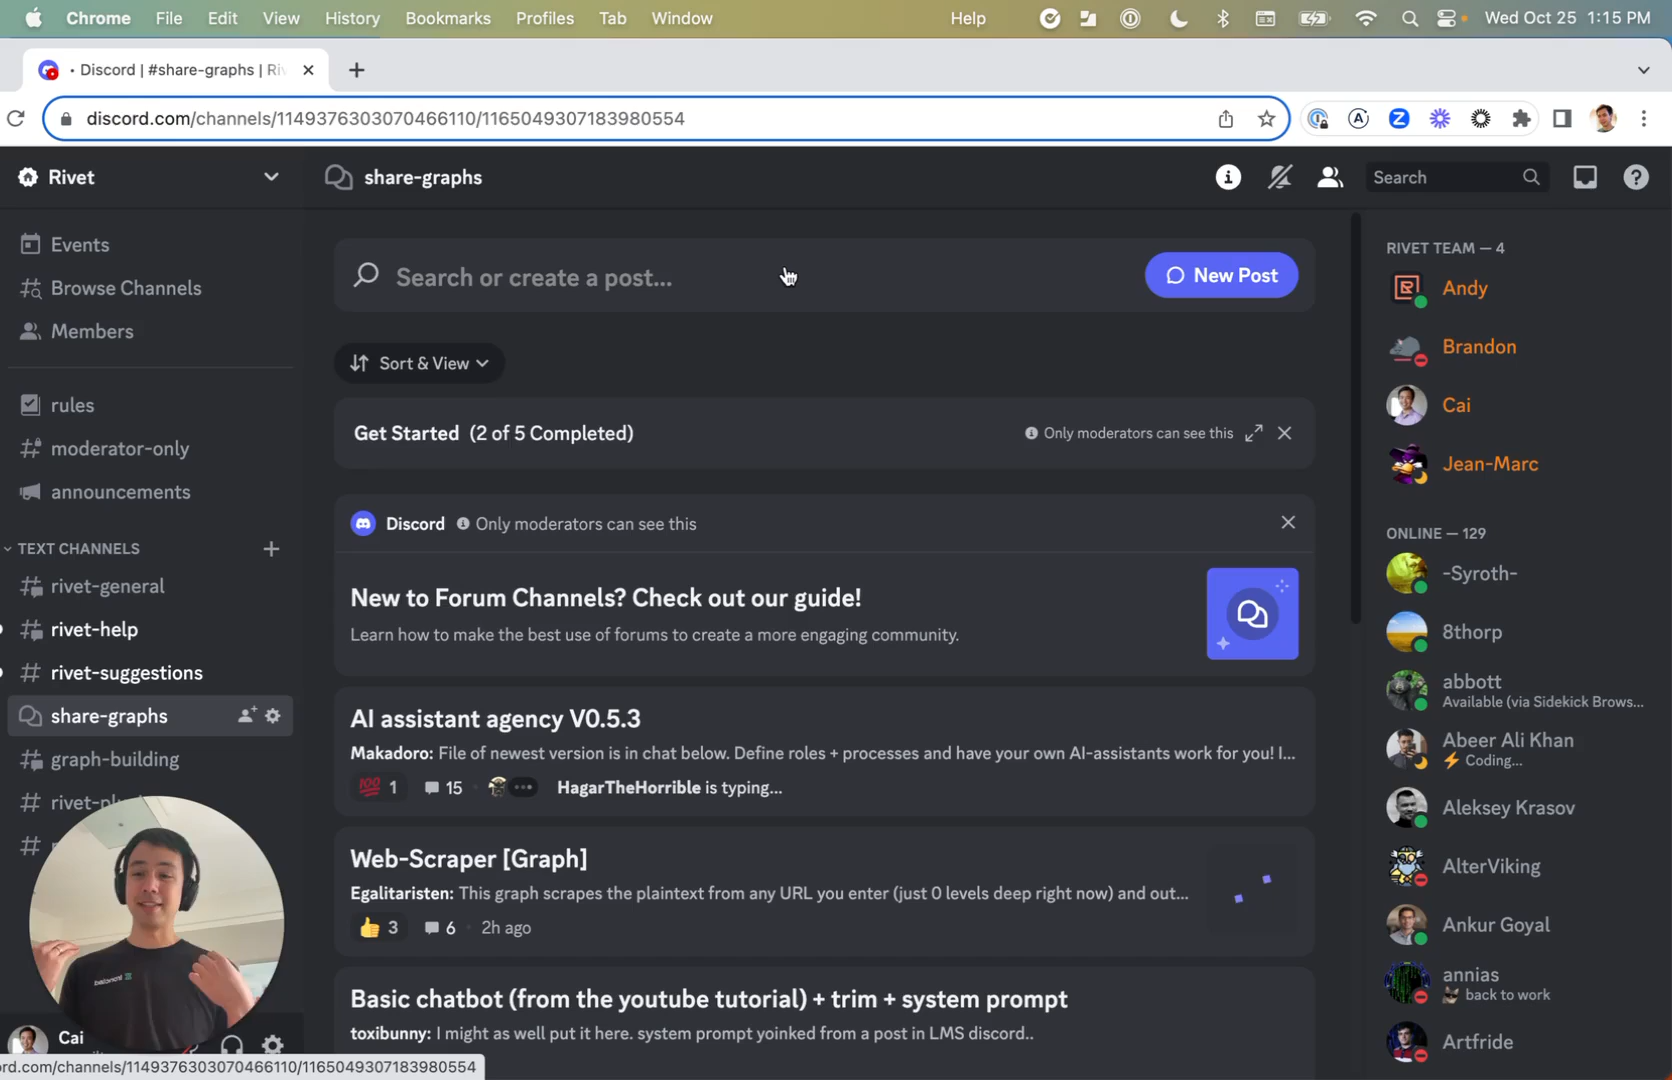 Chrome File Edit View History Bookmarks Profiles Tab Window Help Wed Oct 25 1:15 PM
• Discord | #share-graphs | Riv
discord.com/channels/1149376303070466110/1165049307183980554
Rivet
share-graphs
Search
Events
Browse Channels
Members
rules
moderator-only
announcements
TEXT CHANNELS
rivet-general
rivet-help
rivet-suggestions
share-graphs
graph-building
Cai
rd.com/channels/1149376303070466110/1165049307183980554
Search or create a post...
New Post
Sort & View
Get Started (2 of 5 Completed)
Only moderators can see this
Discord Only moderators can see this
New to Forum Channels? Check out our guide!
Learn how to make the best use of forums to create a more engaging community.
AI assistant agency V0.5.3
Makadoro: File of newest version is in chat below. Define roles + processes and have your own AI-assistants work for you! I...
1 15 HagarTheHorrible is typing...
Web-Scraper [Graph]
Egalitaristen: This graph scrapes the plaintext from any URL you enter (just 0 levels deep right now) and out...
3 6 2h ago
Basic chatbot (from the youtube tutorial) + trim + system prompt
toxibunny: I might as well put it here. system prompt yoinked from a post in LMS discord..
RIVET TEAM — 4
Andy
Brandon
Cai
Jean-Marc
ONLINE — 129
-Syroth-
8thorp
abbott
Available (via Sidekick Brows...
Abeer Ali Khan
Coding...
Aleksey Krasov
AlterViking
Ankur Goyal
annias
back to work
Artfride